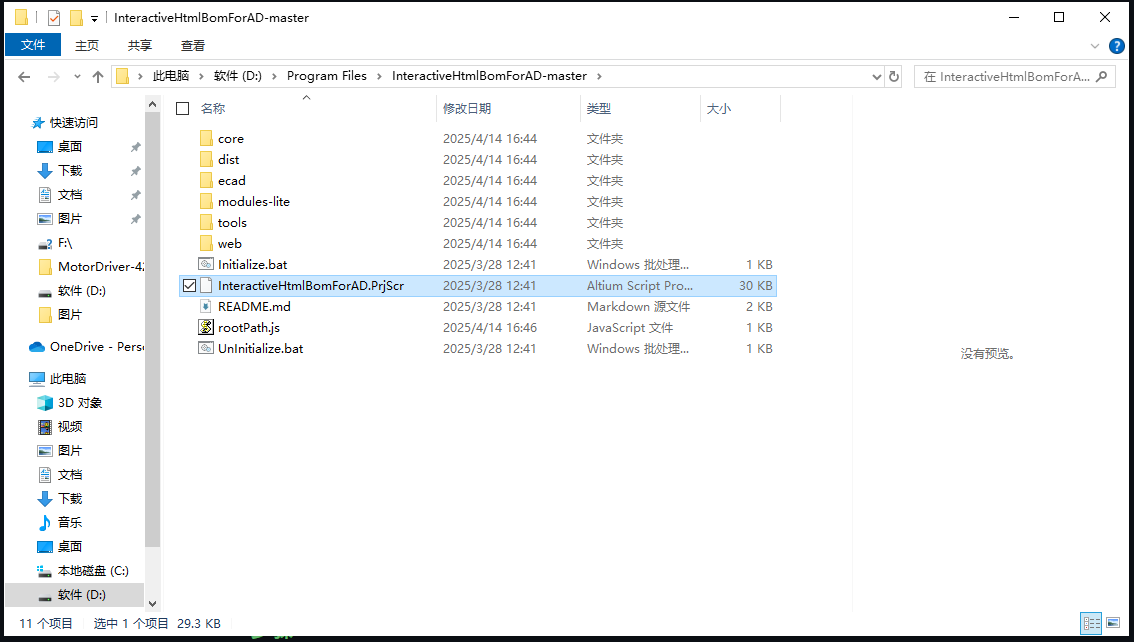 InteractiveHtmlBomForAD-master
文件 主页 共享 查看
此电脑 › 软件 (D:) › Program Files › InteractiveHtmlBomForAD-master ›
在 InteractiveHtmlBomForA...
快速访问
桌面
下载
文档
图片
F:\
MotorDriver-42
软件 (D:)
图片
OneDrive - Perso
此电脑
3D 对象
视频
图片
文档
下载
音乐
桌面
本地磁盘 (C:)
软件 (D:)
名称 修改日期 类型 大小
core 2025/4/14 16:44 文件夹
dist 2025/4/14 16:44 文件夹
ecad 2025/4/14 16:44 文件夹
modules-lite 2025/4/14 16:44 文件夹
tools 2025/4/14 16:44 文件夹
web 2025/4/14 16:44 文件夹
Initialize.bat 2025/3/28 12:41 Windows 批处理... 1 KB
InteractiveHtmlBomForAD.PrjScr 2025/3/28 12:41 Altium Script Pro... 30 KB
README.md 2025/3/28 12:41 Markdown 源文件 2 KB
rootPath.js 2025/4/14 16:46 JavaScript 文件 1 KB
UnInitialize.bat 2025/3/28 12:41 Windows 批处理... 1 KB
没有预览。
11 个项目 选中 1 个项目 29.3 KB